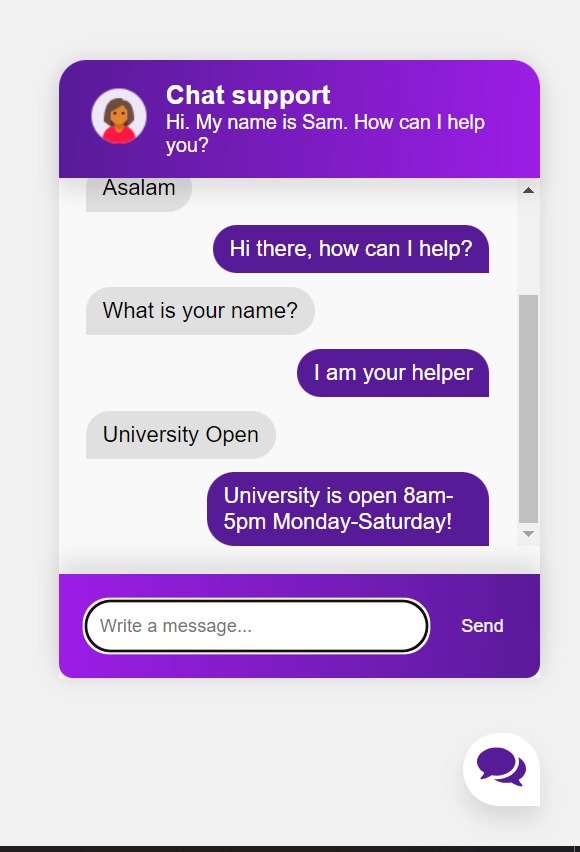 Chat support
Hi. My name is Sam. How can I help
you?
Asalam
Hi there, how can I help?
What is your name?
I am your helper
University Open
University is open 8am-
5pm Monday-Saturday!
Write a message...
Send